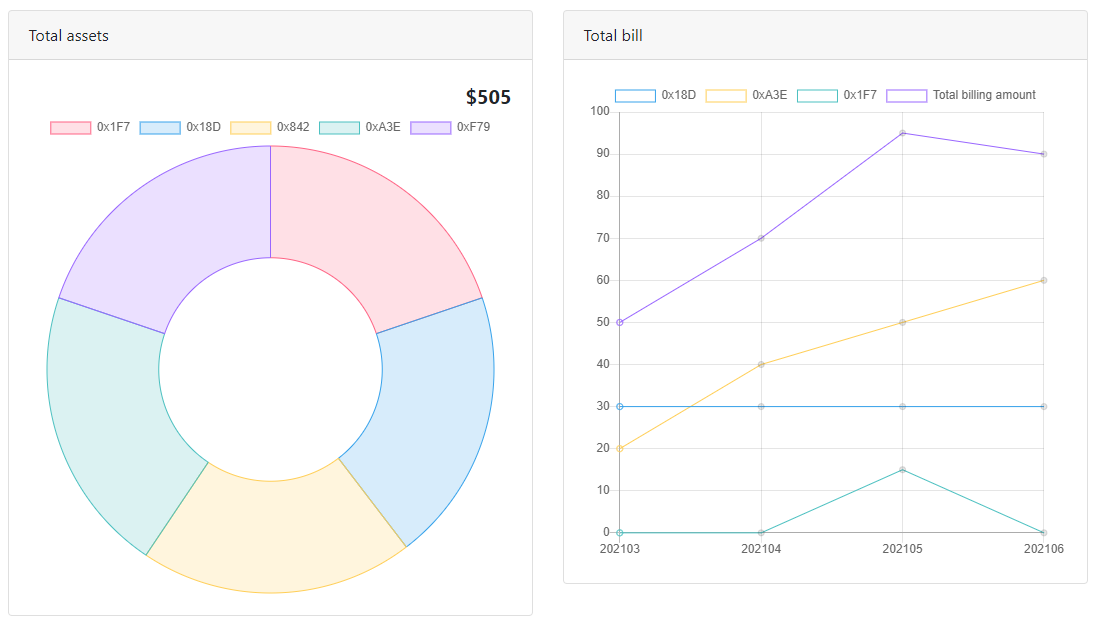 Total assets
$505
0x1F7 0x18D 0x842 0xA3E 0xF79
Total bill
0x18D 0xA3E 0x1F7 Total billing amount
100
90
80
70
60
50
40
30
20
10
0
202103 202104 202105 202106